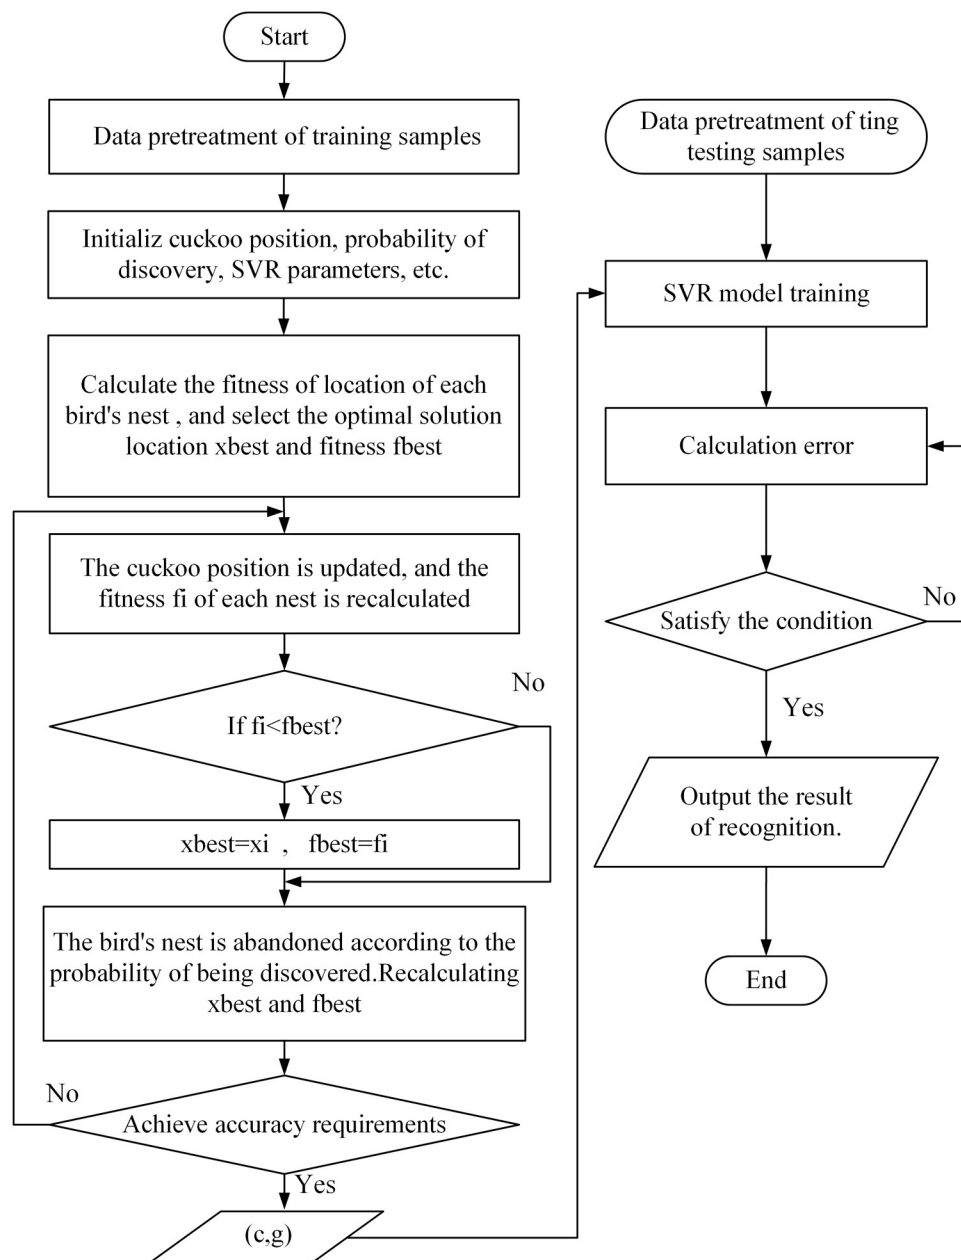 Start
Data pretreatment of training samples
Initializ cuckoo position, probability of
discovery, SVR parameters, etc.
Calculate the fitness of location of each
bird's nest , and select the optimal solution
location xbest and fitness fbest
The cuckoo position is updated, and the
fitness fi of each nest is recalculated
No
If fi<fbest?
Yes
xbest=xi , fbest=fi
The bird's nest is abandoned according to the
probability of being discovered.Recalculating
xbest and fbest
No
Achieve accuracy requirements
Yes
(c,g)
Data pretreatment of ting
testing samples
SVR model training
Calculation error
No
Satisfy the condition
Yes
Output the result
of recognition.
End